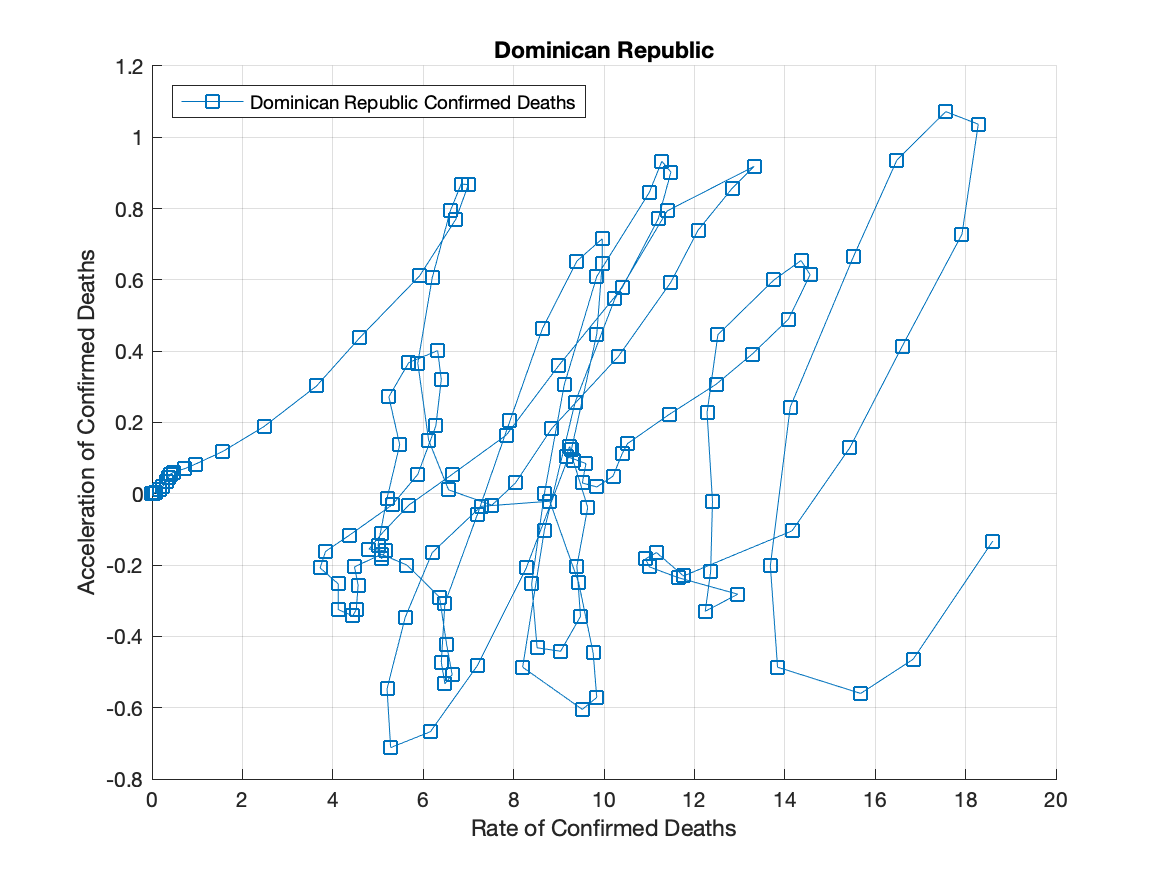 Dominican Republic
1.2
Dominican Republic Confirmed Deaths
1
0.8
0.6
0.4
0.2
0
-0.2
-0.4
-0.6
-0.8
Acceleration of Confirmed Deaths
0 2 4 6 8 10 12 14 16 18 20
Rate of Confirmed Deaths